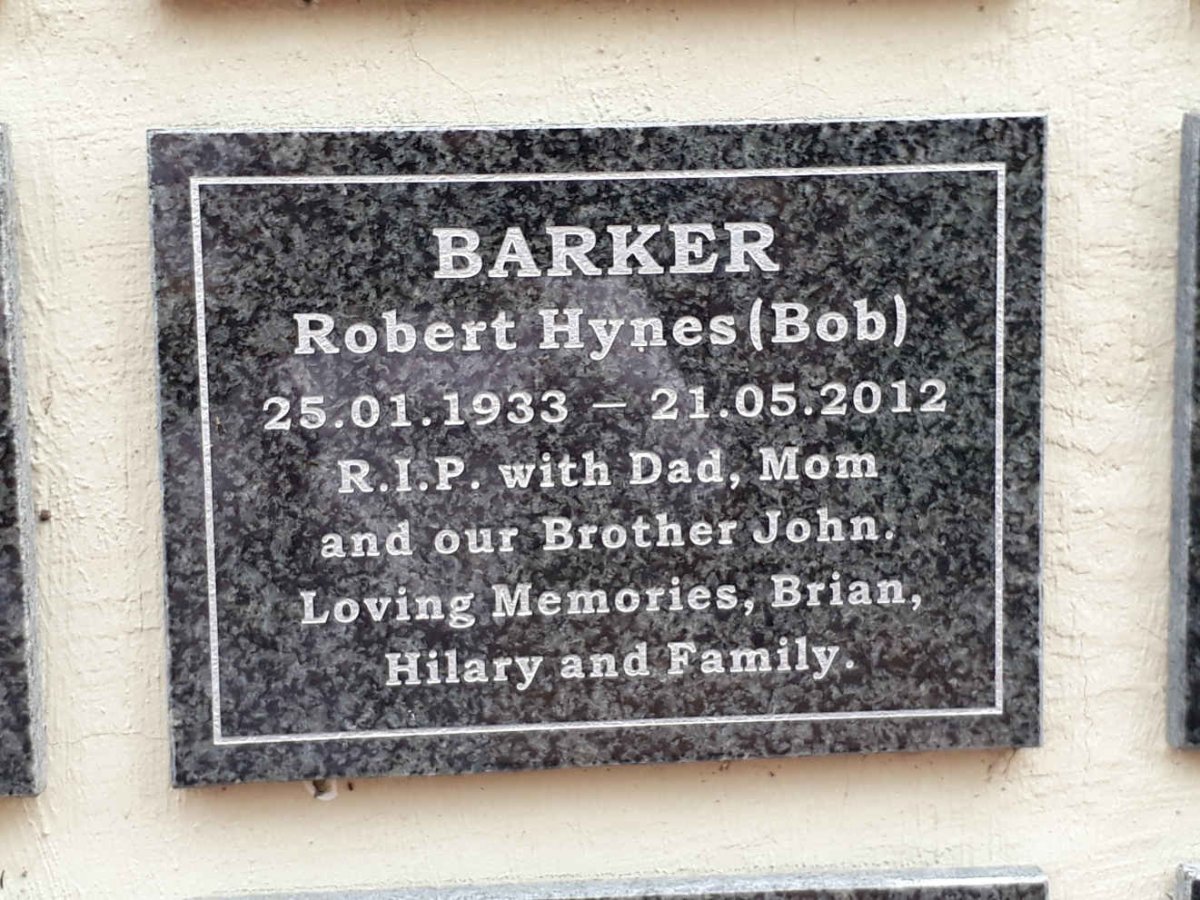 BARKER
Robert Hynes (Bob)
25.01.1933 – 21.05.2012
R.I.P. with Dad, Mom
and our Brother John.
Loving Memories, Brian,
Hilary and Family.